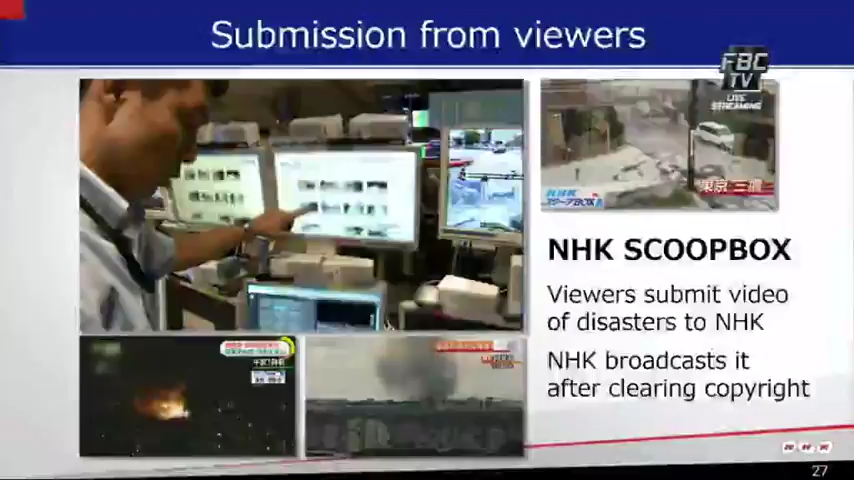 Submission from viewers
FBC
TV
LIVE
STREAMING
東京 三鷹
NHK SCOOPBOX
Viewers submit video
of disasters to NHK
NHK broadcasts it
after clearing copyright
27